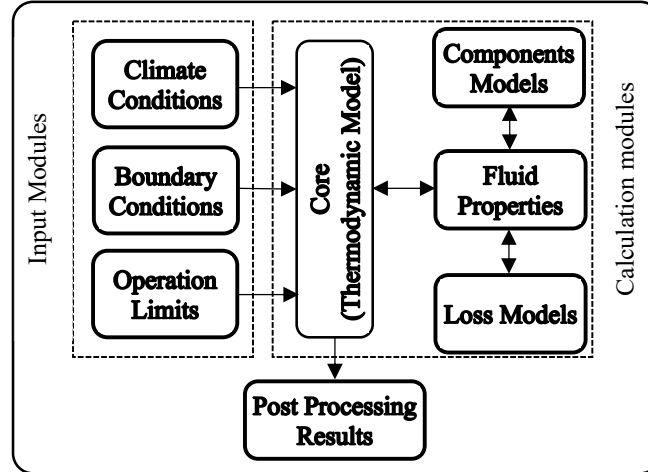 Input Modules
Climate
Conditions
Boundary
Conditions
Operation
Limits
Core
(Thermodynamic Model)
Components
Models
Fluid
Properties
Loss Models
Calculation modules
Post Processing
Results